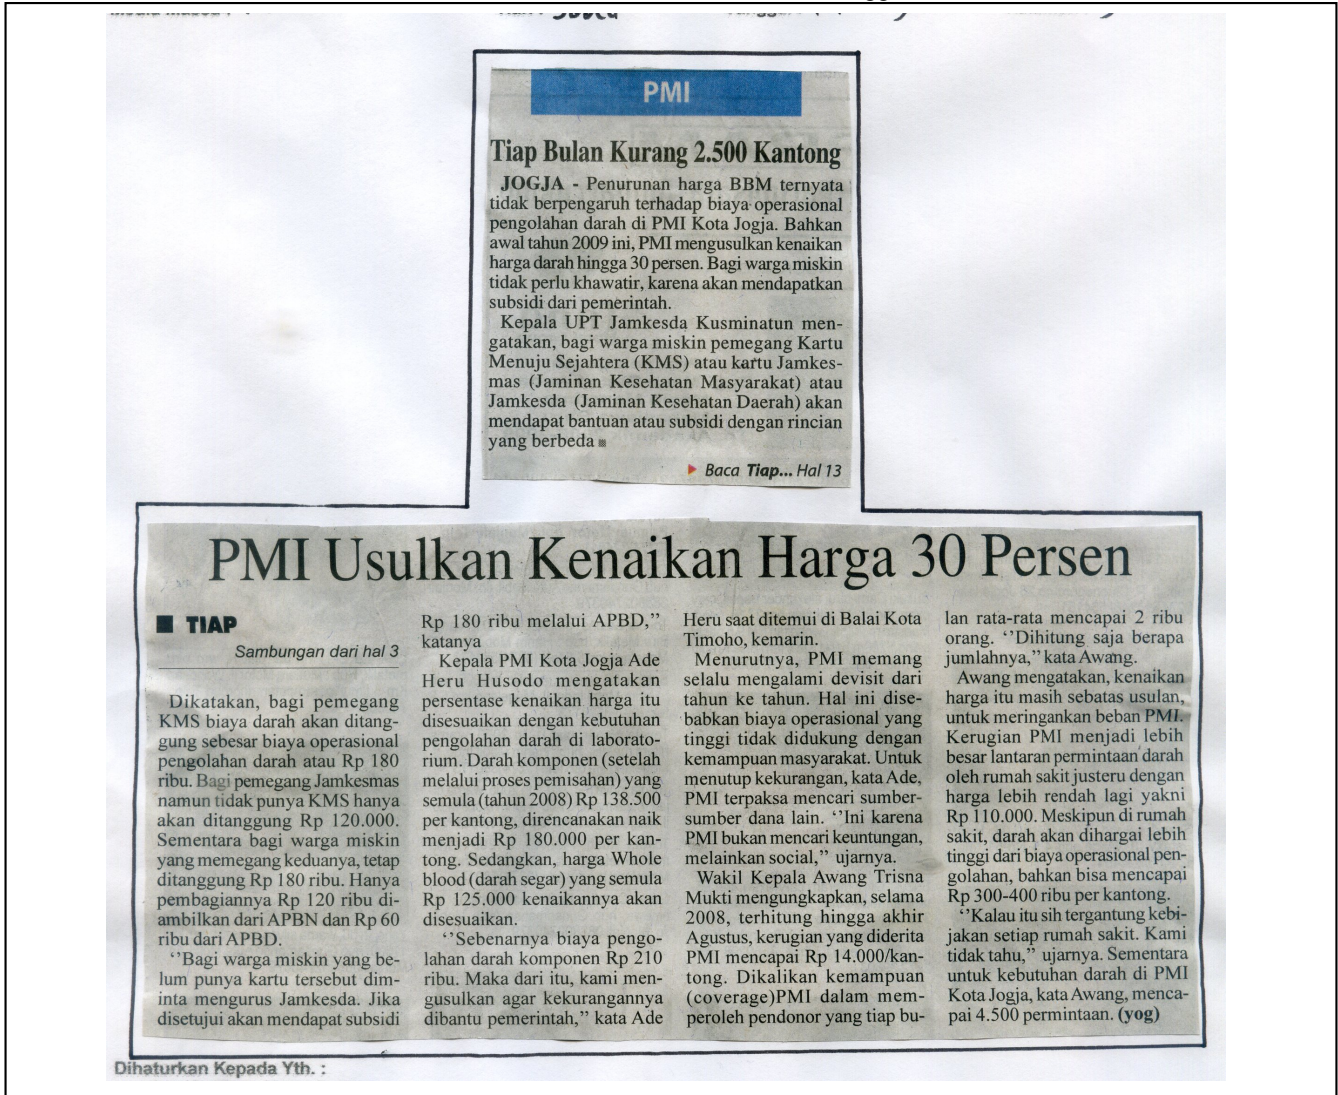 PMI
Tiap Bulan Kurang 2.500 Kantong
JOGJA - Penurunan harga BBM ternyata
tidak berpengaruh terhadap biaya operasional
pengolahan darah di PMI Kota Jogja. Bahkan
awal tahun 2009 ini, PMI mengusulkan kenaikan
harga darah hingga 30 persen. Bagi warga miskin
tidak perlu khawatir, karena akan mendapatkan
subsidi dari pemerintah.
Kepala UPT Jamkesda Kusminatun men-
gatakan, bagi warga miskin pemegang Kartu
Menuju Sejahtera (KMS) atau kartu Jamkes-
mas (Jaminan Kesehatan Masyarakat) atau
Jamkesda (Jaminan Kesehatan Daerah) akan
mendapat bantuan atau subsidi dengan rincian
yang berbeda
Baca Tiap... Hal 13
PMI Usulkan Kenaikan Harga 30 Persen
TIAP
Sambungan dari hal 3
Dikatakan, bagi pemegang
KMS biaya darah akan ditang-
gung sebesar biaya operasional
pengolahan darah atau Rp 180
ribu. Bagi pemegang Jamkesmas
namun tidak punya KMS hanya
akan ditanggung Rp 120.000.
Sementara bagi warga miskin
yang memegang keduanya, tetap
ditanggung Rp 180 ribu. Hanya
pembagiannya Rp 120 ribu di-
ambilkan dari APBN dan Rp 60
ribu dari APBD.
‘’Bagi warga miskin yang be-
lum punya kartu tersebut dim-
inta mengurus Jamkesda. Jika
disetujui akan mendapat subsidi
Rp 180 ribu melalui APBD,’’
katanya
Kepala PMI Kota Jogja Ade
Heru Husodo mengatakan
persentase kenaikan harga itu
disesuaikan dengan kebutuhan
pengolahan darah di laborato-
rium. Darah komponen (setelah
melalui proses pemisahan) yang
semula (tahun 2008) Rp 138.500
per kantong, direncanakan naik
menjadi Rp 180.000 per kan-
tong. Sedangkan, harga Whole
blood (darah segar) yang semula
Rp 125.000 kenaikannya akan
disesuaikan.
‘’Sebenarnya biaya pengo-
lahan darah komponen Rp 210
ribu. Maka dari itu, kami men-
gusulkan agar kekurangannya
dibantu pemerintah,’’ kata Ade
Heru saat ditemui di Balai Kota
Timoho, kemarin.
Menurutnya, PMI memang
selalu mengalami devisit dari
tahun ke tahun. Hal ini dise-
babkan biaya operasional yang
tinggi tidak didukung dengan
kemampuan masyarakat. Untuk
menutup kekurangan, kata Ade,
PMI terpaksa mencari sumber-
sumber dana lain. ‘’Ini karena
PMI bukan mencari keuntungan,
melainkan social,’’ ujarnya.
Wakil Kepala Awang Trisna
Mukti mengungkapkan, selama
2008, terhitung hingga akhir
Agustus, kerugian yang diderita
PMI mencapai Rp 14.000/kan-
tong. Dikalikan kemampuan
(coverage)PMI dalam mem-
peroleh pendonor yang tiap bu-
lan rata-rata mencapai 2 ribu
orang. ‘’Dihitung saja berapa
jumlahnya,’’ kata Awang.
Awang mengatakan, kenaikan
harga itu masih sebatas usulan,
untuk meringankan beban PMI.
Kerugian PMI menjadi lebih
besar lantaran permintaan darah
oleh rumah sakit justeru dengan
harga lebih rendah lagi yakni
Rp 110.000. Meskipun di rumah
sakit, darah akan dihargai lebih
tinggi dari biaya operasional pen-
golahan, bahkan bisa mencapai
Rp 300-400 ribu per kantong.
‘’Kalau itu sih tergantung kebi-
jakan setiap rumah sakit. Kami
tidak tahu,’’ ujarnya. Sementara
untuk kebutuhan darah di PMI
Kota Jogja, kata Awang, menca-
pai 4.500 permintaan. (yog)
Dihaturkan Kepada Yth. :